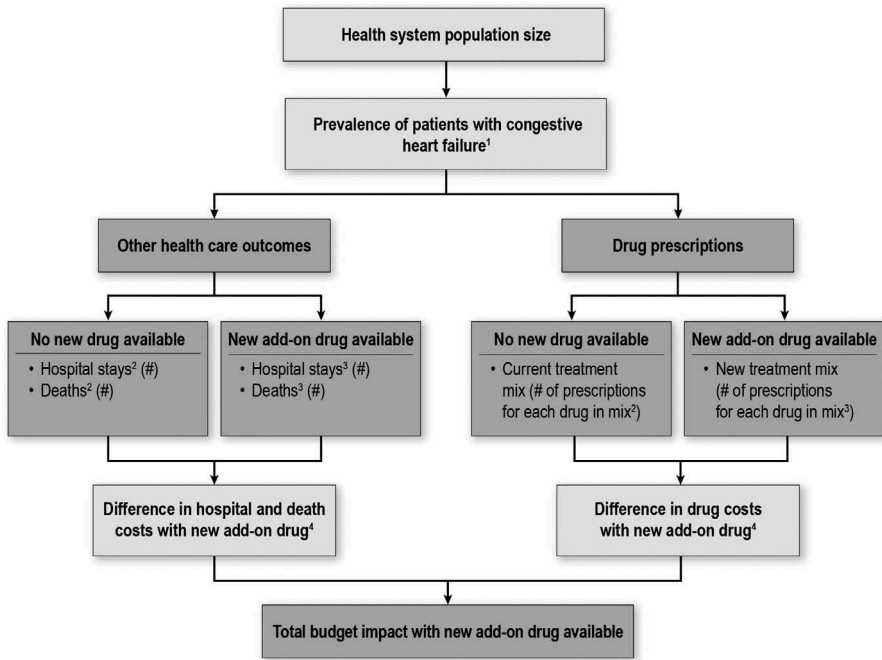 Health system population size
Prevalence of patients with congestive
heart failure¹
Other health care outcomes
Drug prescriptions
No new drug available
• Hospital stays² (#)
• Deaths² (#)
New add-on drug available
• Hospital stays³ (#)
• Deaths³ (#)
No new drug available
• Current treatment
mix (# of prescriptions
for each drug in mix²)
New add-on drug available
• New treatment mix
(# of prescriptions
for each drug in mix³)
Difference in hospital and death
costs with new add-on drug⁴
Difference in drug costs
with new add-on drug⁴
Total budget impact with new add-on drug available